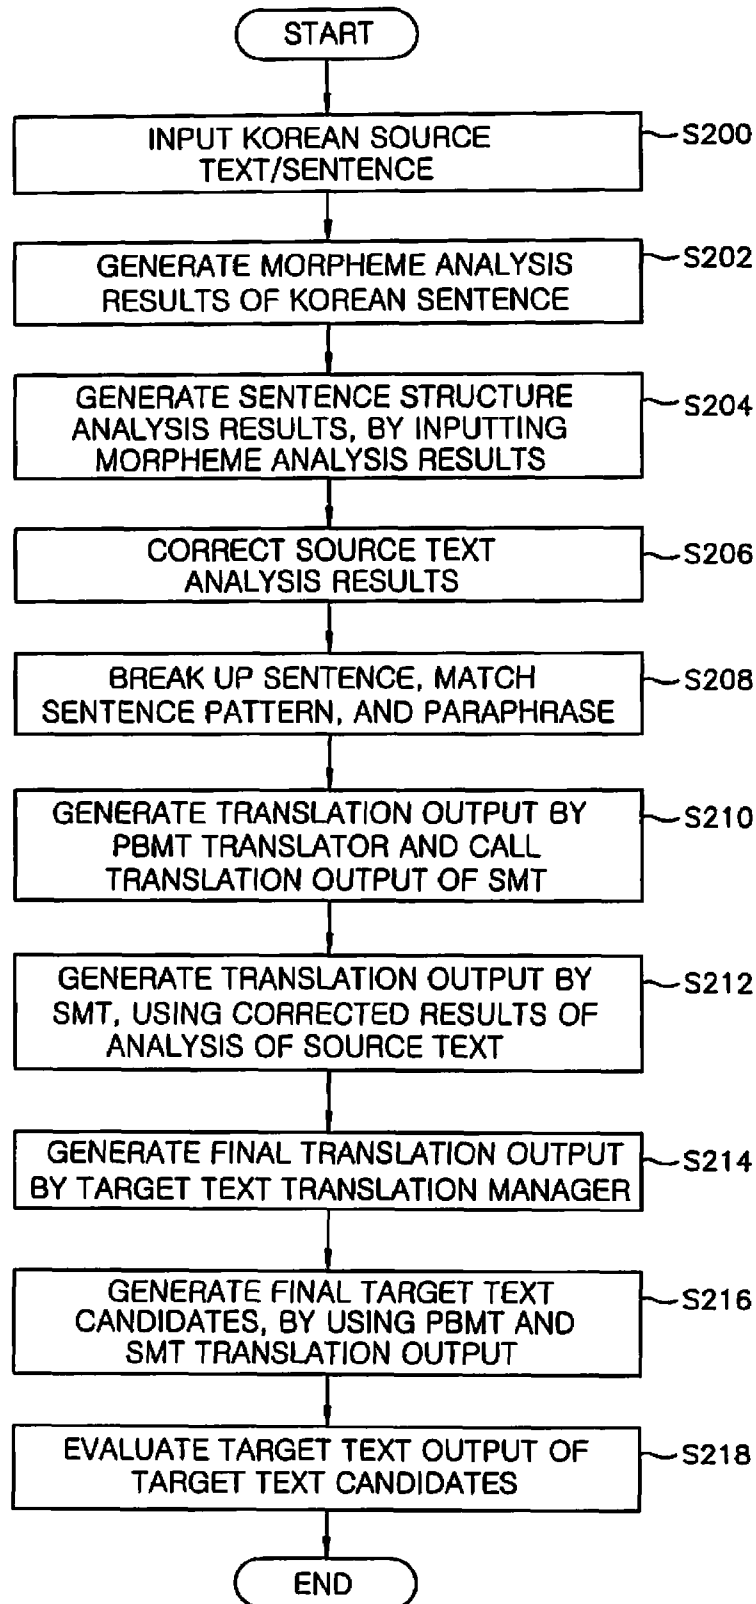 START
INPUT KOREAN SOURCE
TEXT/SENTENCE
S200
GENERATE MORPHEME ANALYSIS
RESULTS OF KOREAN SENTENCE
S202
GENERATE SENTENCE STRUCTURE
ANALYSIS RESULTS, BY INPUTTING
MORPHEME ANALYSIS RESULTS
S204
CORRECT SOURCE TEXT
ANALYSIS RESULTS
S206
BREAK UP SENTENCE, MATCH
SENTENCE PATTERN, AND PARAPHRASE
S208
GENERATE TRANSLATION OUTPUT BY
PBMT TRANSLATOR AND CALL
TRANSLATION OUTPUT OF SMT
S210
GENERATE TRANSLATION OUTPUT BY
SMT, USING CORRECTED RESULTS OF
ANALYSIS OF SOURCE TEXT
S212
GENERATE FINAL TRANSLATION OUTPUT
BY TARGET TEXT TRANSLATION MANAGER
S214
GENERATE FINAL TARGET TEXT
CANDIDATES, BY USING PBMT AND
SMT TRANSLATION OUTPUT
S216
EVALUATE TARGET TEXT OUTPUT OF
TARGET TEXT CANDIDATES
S218
END